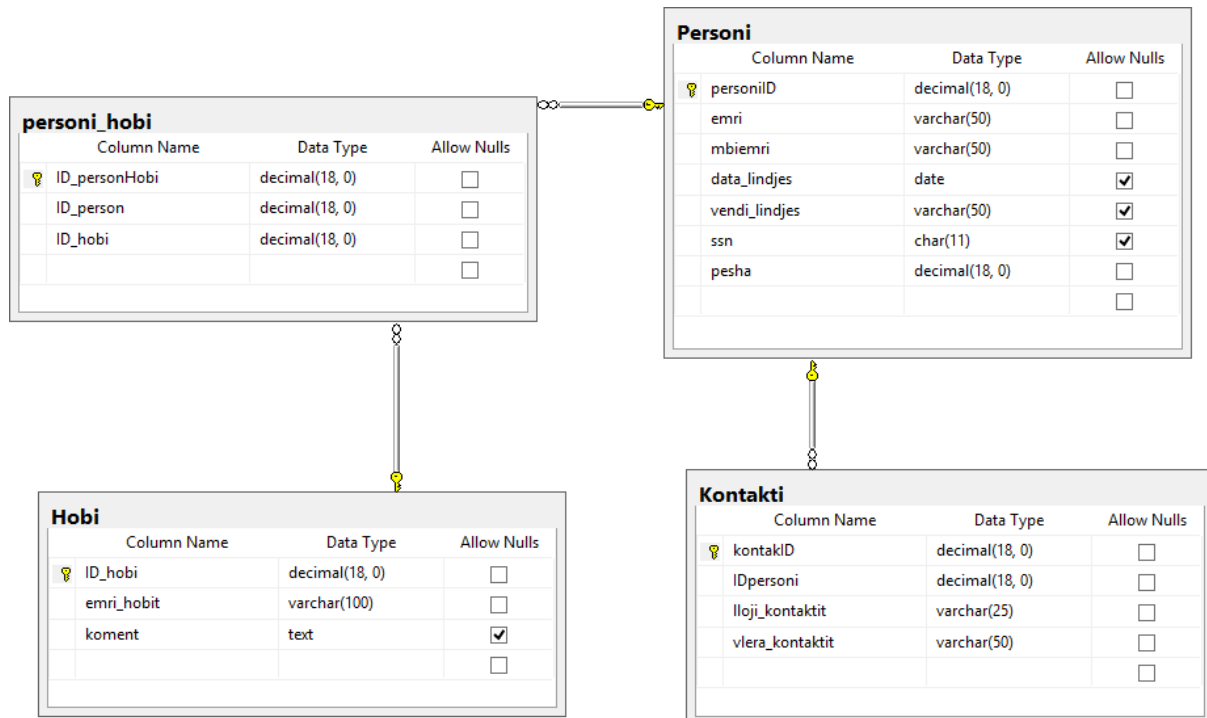 personi_hobi
Column Name Data Type Allow Nulls
ID_personHobi decimal(18, 0)
ID_person decimal(18, 0)
ID_hobi decimal(18, 0)
Personi
Column Name Data Type Allow Nulls
personiID decimal(18, 0)
emri varchar(50)
mbiemri varchar(50)
data_lindjes date
vendi_lindjes varchar(50)
ssn char(11)
pesha decimal(18, 0)
Hobi
Column Name Data Type Allow Nulls
ID_hobi decimal(18, 0)
emri_hobit varchar(100)
koment text
Kontakti
Column Name Data Type Allow Nulls
kontakID decimal(18, 0)
IDpersoni decimal(18, 0)
lloji_kontaktit varchar(25)
vlera_kontaktit varchar(50)